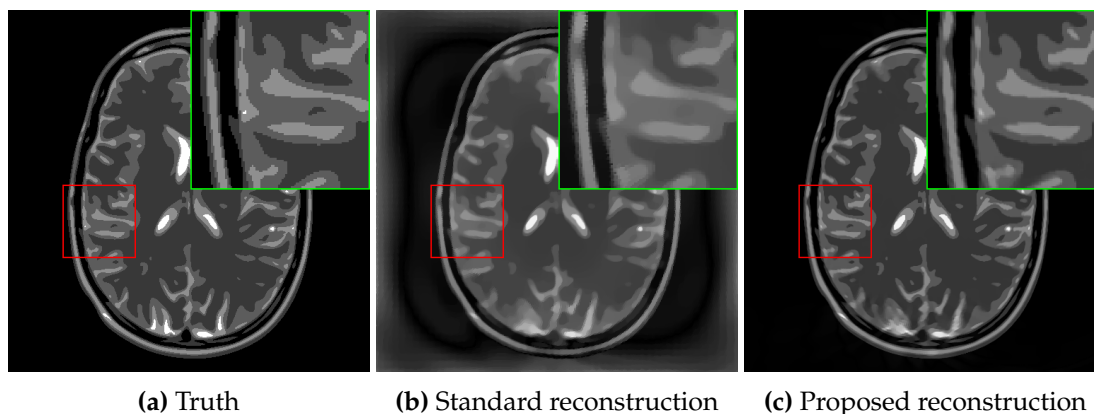 (a) Truth
(b) Standard reconstruction
(c) Proposed reconstruction